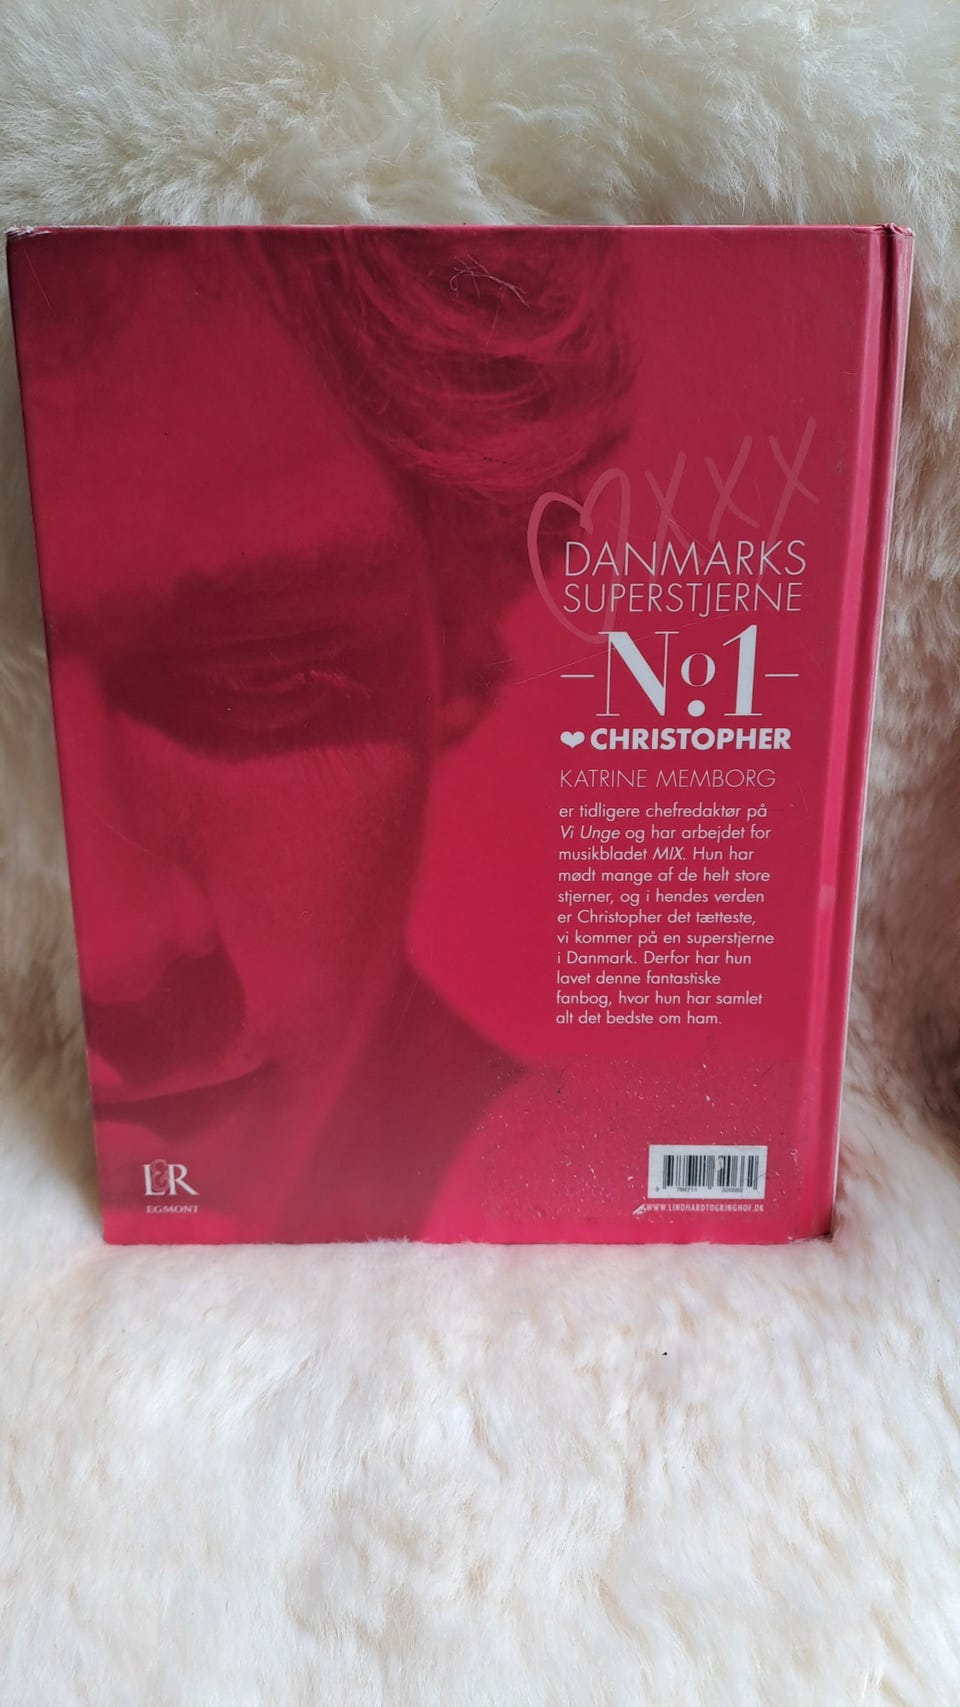 XXX
DANMARKS
SUPERSTJERNE
No.1
CHRISTOPHER
KATRINE MEMBORG
er tidligere chefredaktør på
Vi Unge og har arbejdet for
musikbladet MIX. Hun har
mødt mange af de helt store
stjerner, og i hendes verden
er Christopher det tætteste,
vi kommer på en superstjerne
i Danmark. Derfor har hun
lavet denne fantastiske
fanbog, hvor hun har samlet
alt det bedste om ham.
L&R
EGMONT
WWW.LINDHARDTOGRINGHOF.DK